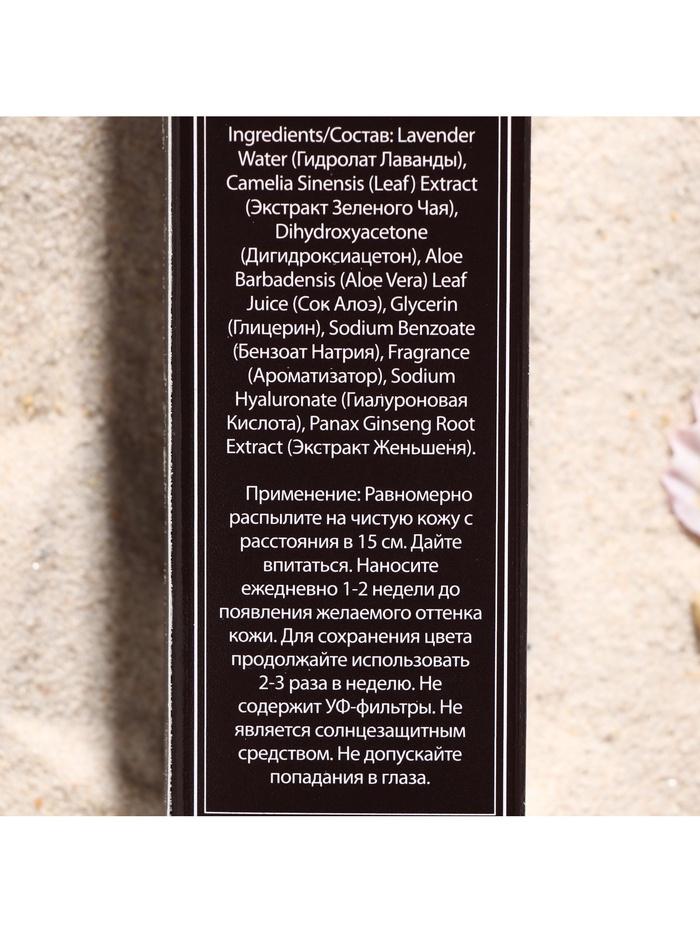 Ingredients/Состав: Lavender
Water (Гидролат Лаванды),
Camelia Sinensis (Leaf) Extract
(Экстракт Зеленого Чая),
Dihydroxyacetone
(Дигидроксиацетон), Aloe
Barbadensis (Aloe Vera) Leaf
Juice (Сок Алоэ), Glycerin
(Глицерин), Sodium Benzoate
(Бензоат Натрия), Fragrance
(Ароматизатор), Sodium
Hyaluronate (Гиалуроновая
Кислота), Panax Ginseng Root
Extract (Экстракт Женьшеня).
Применение: Равномерно
распылите на чистую кожу с
расстояния в 15 см. Дайте
впитаться. Наносите
ежедневно 1-2 недели до
появления желаемого оттенка
кожи. Для сохранения цвета
продолжайте использовать
2-3 раза в неделю. Не
содержит УФ-фильтры. Не
является солнцезащитным
средством. Не допускайте
попадания в глаза.